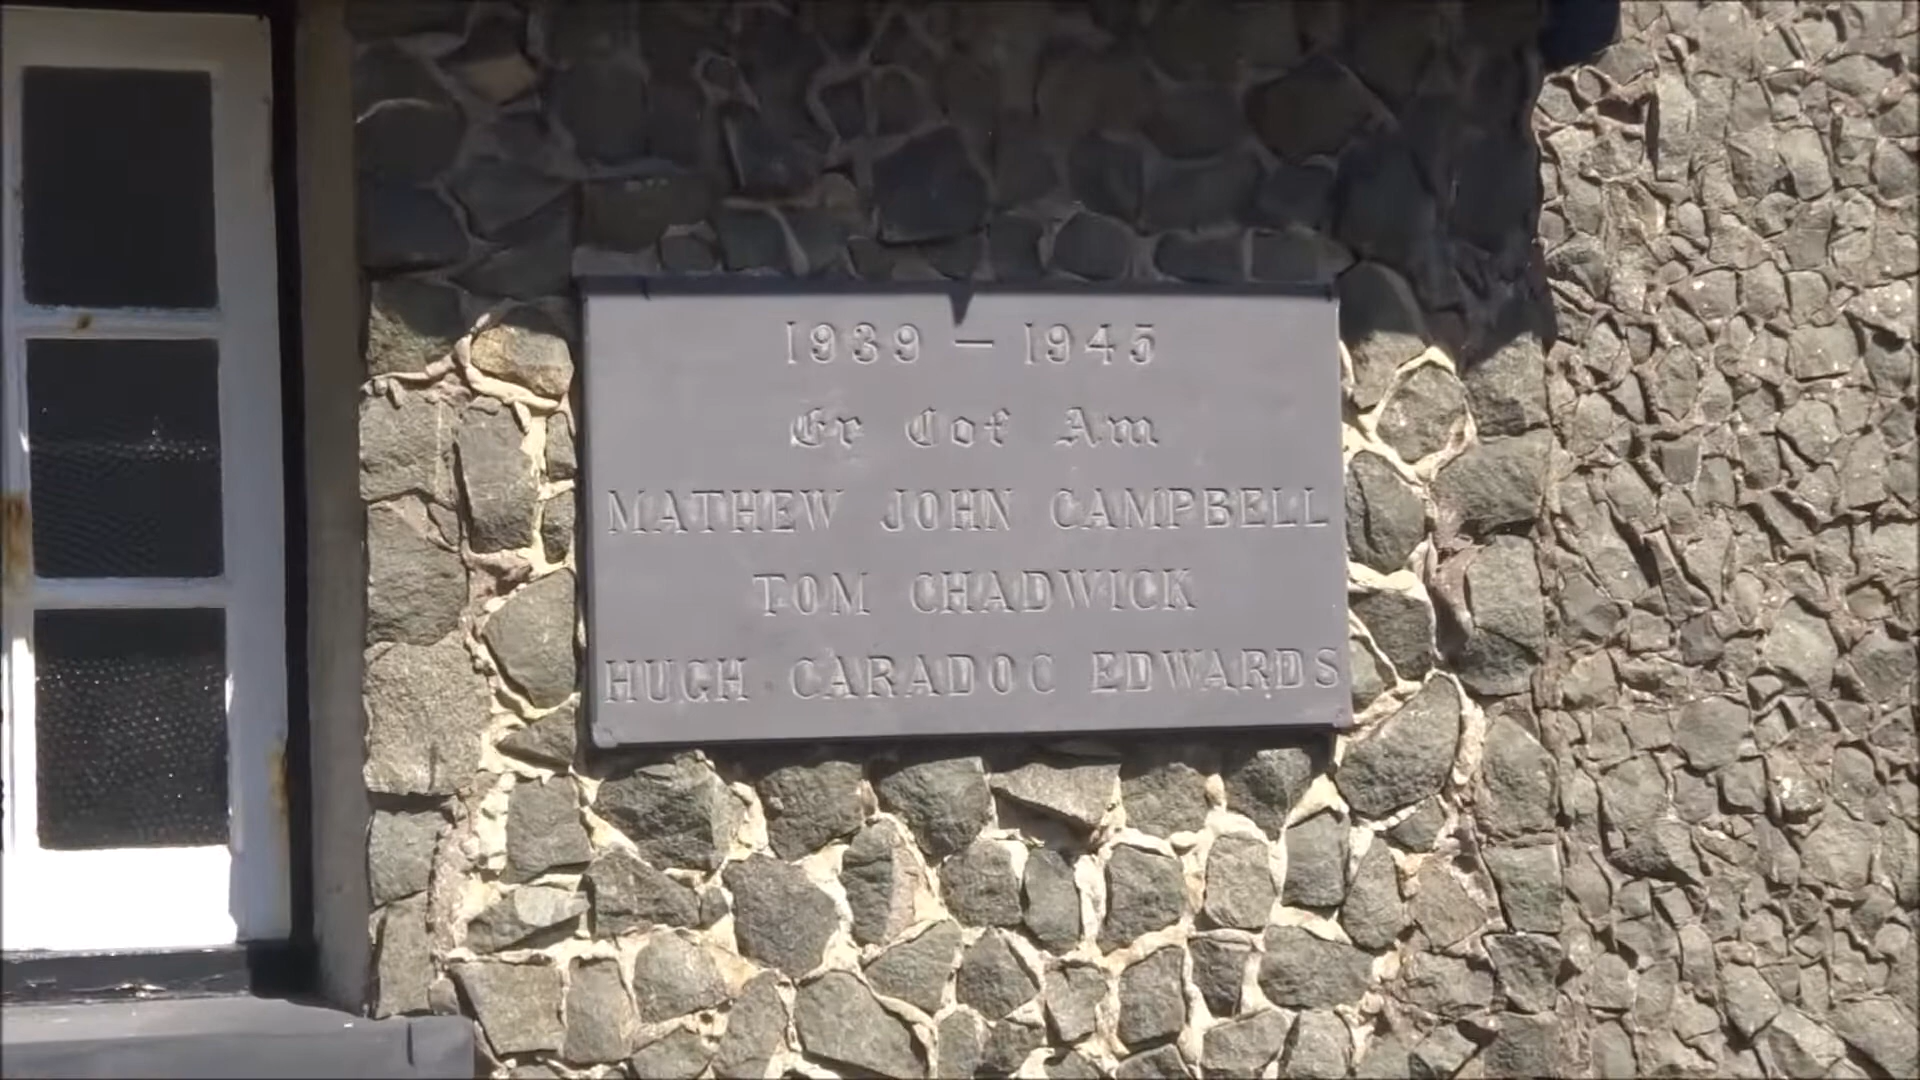 1939 — 1945
Er Cof Am
MATHEW JOHN CAMPBELL
TOM CHADWICK
HUGH CARADOC EDWARDS